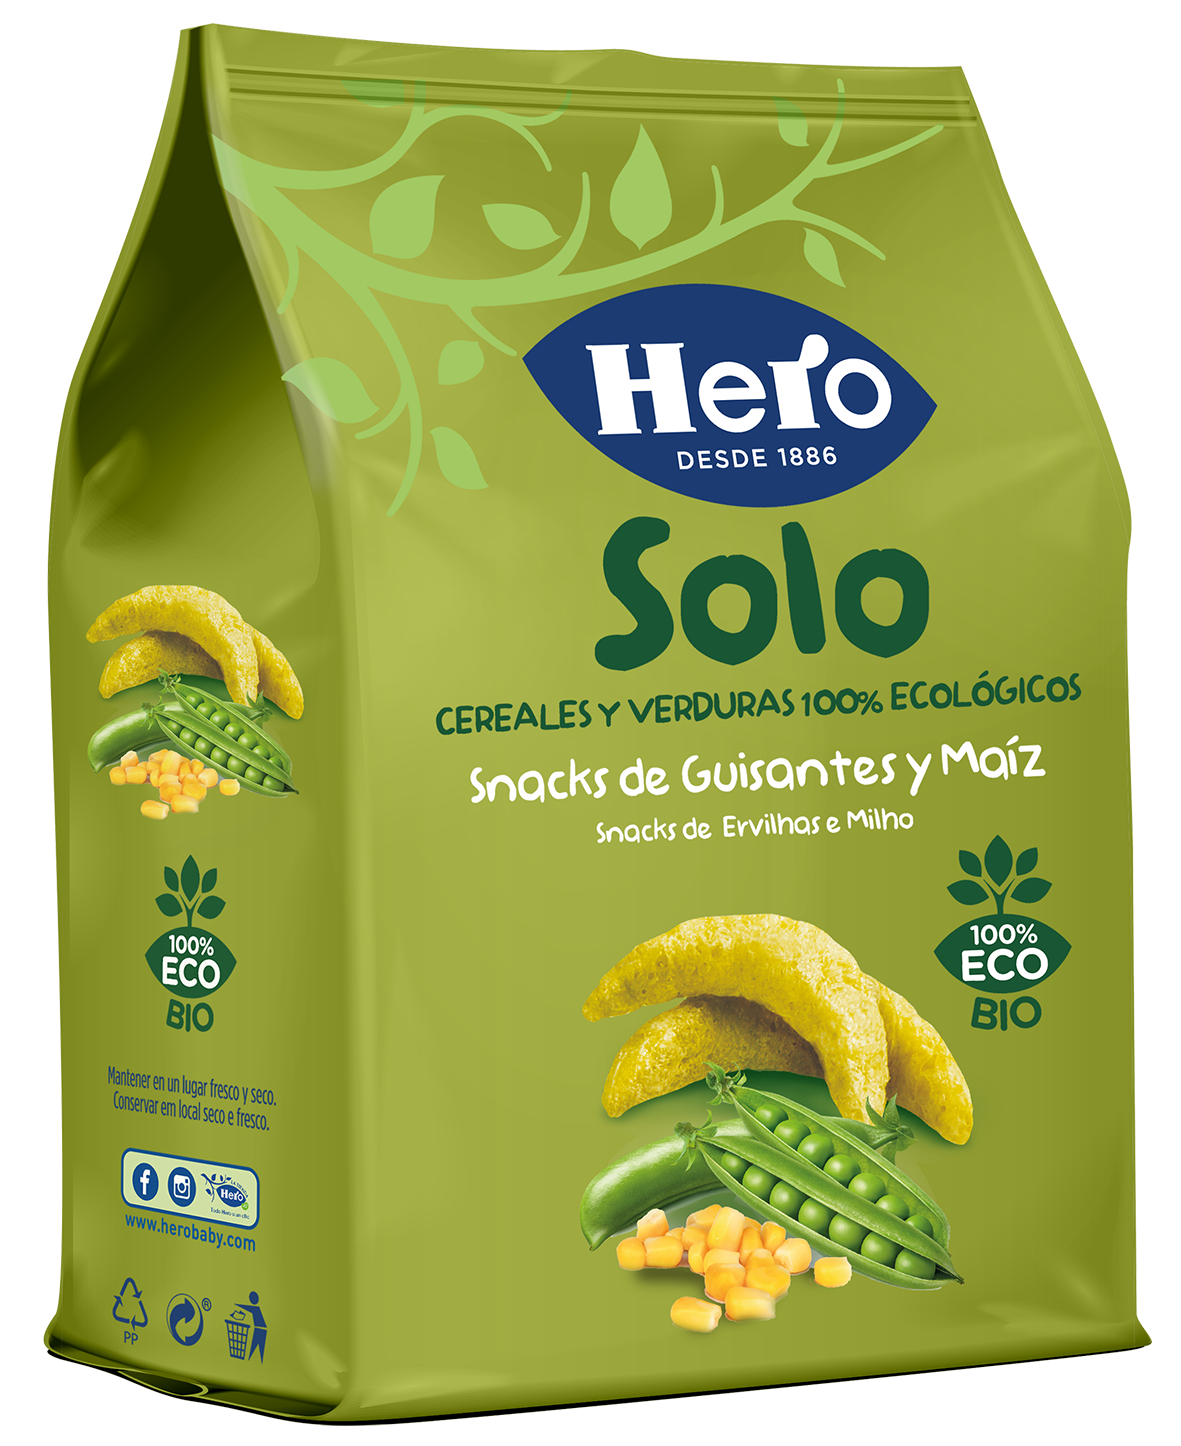 Hero
DESDE 1886
Solo
CEREALES Y VERDURAS 100% ECOLÓGICOS
Snacks de Guisantes y Maíz
Snacks de Ervilhas e Milho
100%
ECO
BIO
100%
ECO
BIO
Mantener en un lugar fresco y seco.
Conservar em local seco e fresco.
Hero
www.herobaby.com
PP
®